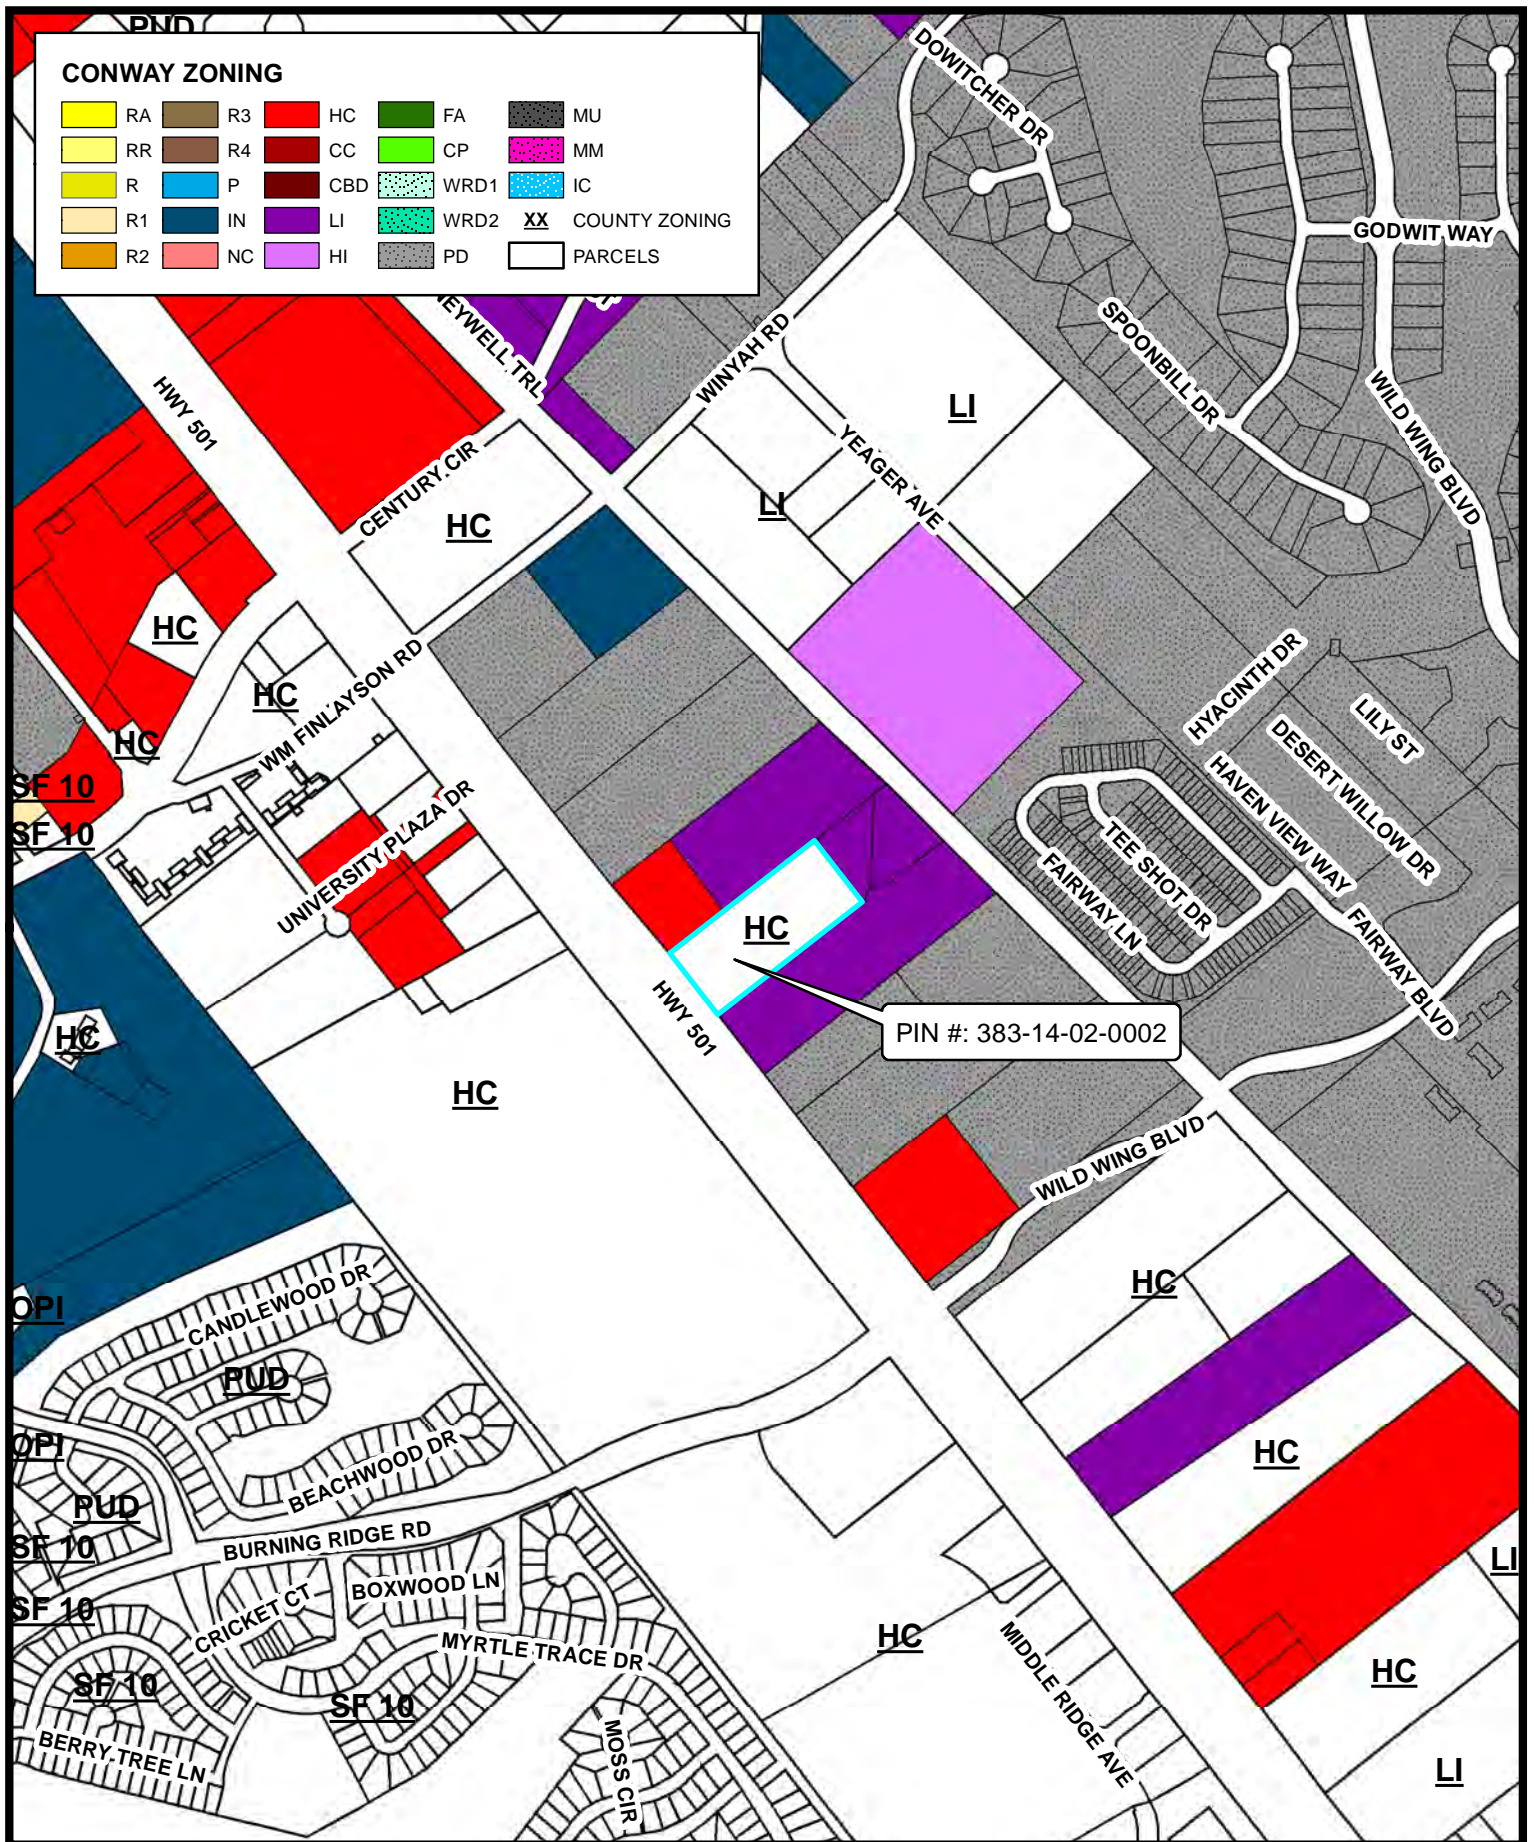 PUD
CONWAY ZONING
RA R3 HC FA MU
RR R4 CC CP MM
R P CBD WRD1 IC
R1 IN LI WRD2 XX COUNTY ZONING
R2 NC HI PD PARCELS
DOWITCHER DR
GODWIT WAY
SPOONBILL DR
WILD WING BLVD
NEYWELL TRL
WINYAH RD
HWY 501
LI
YEAGER AVE
CENTURY CIR
LI
HC
HC
HC
WM FINLAYSON RD
HC
SF 10
SF 10
HYACINTH DR
LILY ST
DESERT WILLOW DR
HAVEN VIEW WAY
UNIVERSITY PLAZA DR
TEE SHOT DR
FAIRWAY LN
FAIRWAY BLVD
HC
HWY 501
PIN #: 383-14-02-0002
HC
HC
WILD WING BLVD
HC
OPI
CANDLEWOOD DR
PUD
OPI
BEACHWOOD DR
HC
PUD
BURNING RIDGE RD
SF 10
LI
BOXWOOD LN
SF 10
CRICKET CT
HC
MYRTLE TRACE DR
MIDDLE RIDGE AVE
HC
SF 10
SF 10
BERRY TREE LN
MOSS CIR
LI